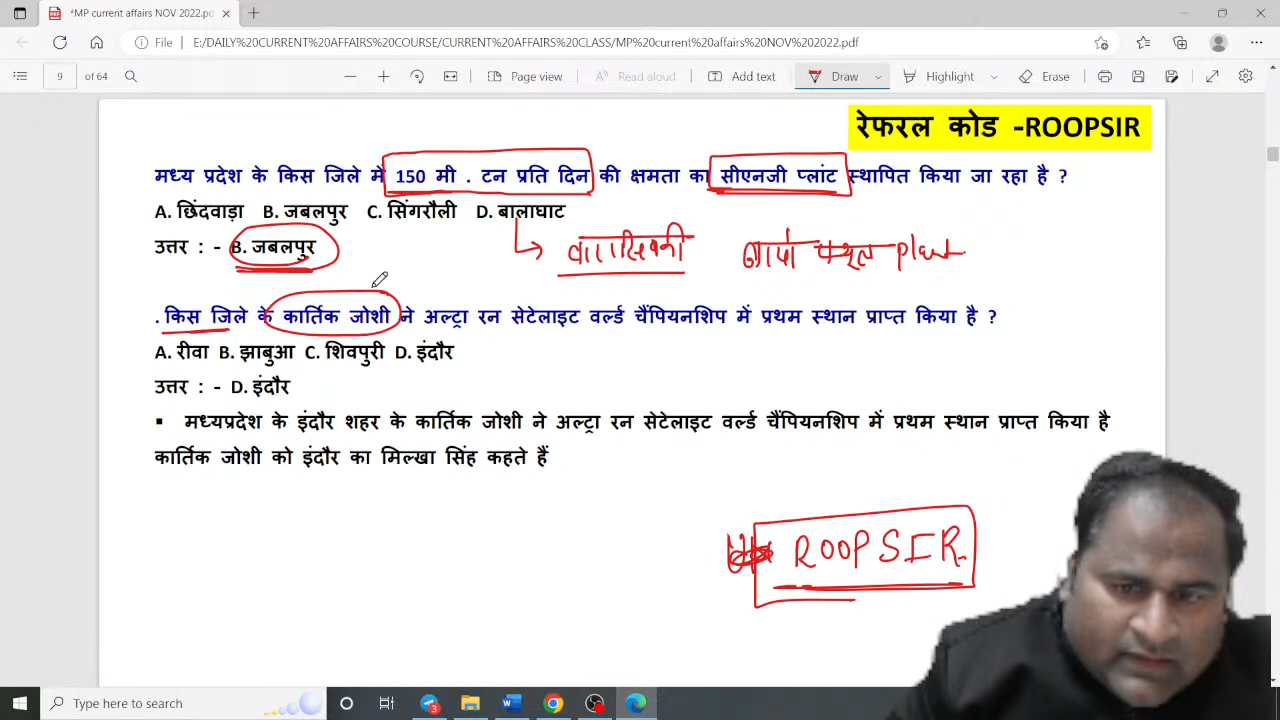 *MP current affairs NOV 2022.pd
File E:/DAILY%20CURRENT%20AFFAIRS%20COURSE/CURRENT%20AFFAIRS%20CLASS/MP%20current%20affairs%20NOV%202022.pdf
9 of 64 Page view Read aloud Add text Draw Highlight Erase
रेफरल कोड -ROOPSIR
मध्य प्रदेश के किस जिले में 150 मी . टन प्रति दिन की क्षमता का सीएनजी प्लांट स्थापित किया जा रहा है ?
A. छिंदवाड़ा B. जबलपुर C. सिंगरौली D. बालाघाट
उत्तर : - B. जबलपुर
plant
. किस जिले के कार्तिक जोशी ने अल्ट्रा रन सेटेलाइट वर्ल्ड चैंपियनशिप में प्रथम स्थान प्राप्त किया है ?
A. रीवा B. झाबुआ C. शिवपुरी D. इंदौर
उत्तर : - D. इंदौर
▪ मध्यप्रदेश के इंदौर शहर के कार्तिक जोशी ने अल्ट्रा रन सेटेलाइट वर्ल्ड चैंपियनशिप में प्रथम स्थान प्राप्त किया है
कार्तिक जोशी को इंदौर का मिल्खा सिंह कहते हैं
ROOPSIR
Type here to search